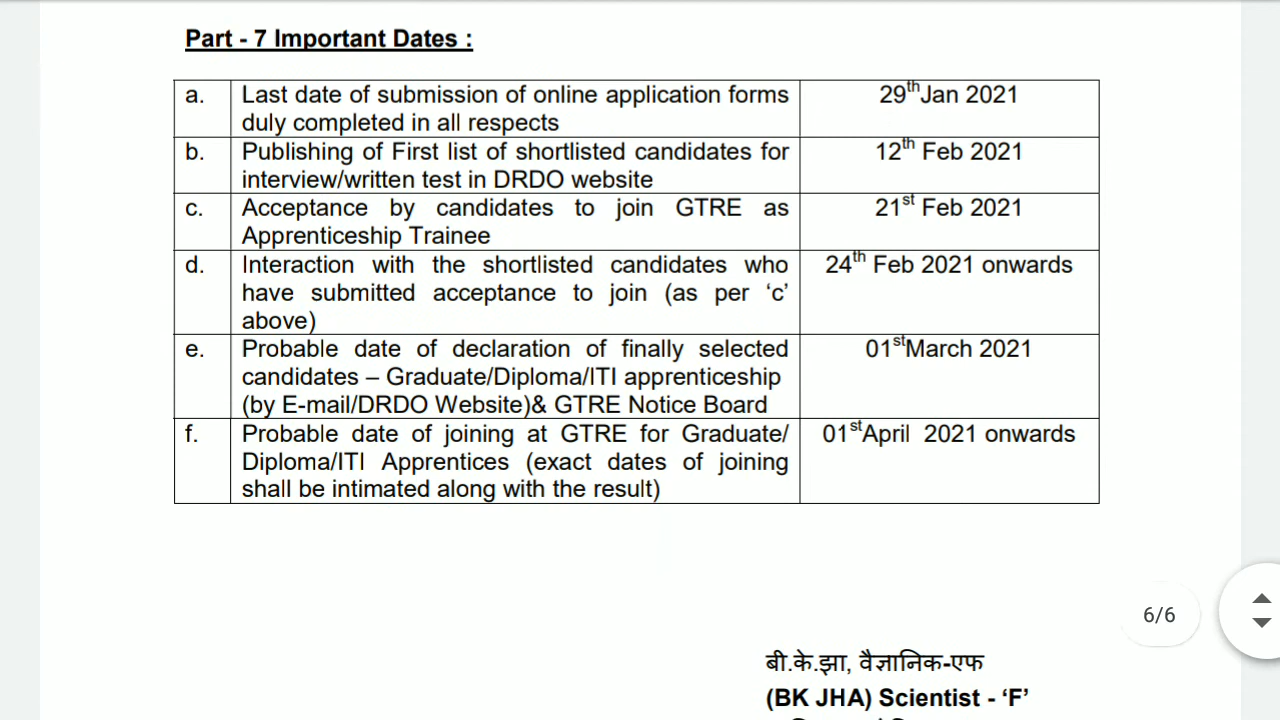 Part - 7 Important Dates :
a. Last date of submission of online application forms 29th Jan 2021
duly completed in all respects
b. Publishing of First list of shortlisted candidates for 12th Feb 2021
interview/written test in DRDO website
c. Acceptance by candidates to join GTRE as 21st Feb 2021
Apprenticeship Trainee
d. Interaction with the shortlisted candidates who 24th Feb 2021 onwards
have submitted acceptance to join (as per ‘c’
above)
e. Probable date of declaration of finally selected 01st March 2021
candidates – Graduate/Diploma/ITI apprenticeship
(by E-mail/DRDO Website)& GTRE Notice Board
f. Probable date of joining at GTRE for Graduate/ 01st April 2021 onwards
Diploma/ITI Apprentices (exact dates of joining
shall be intimated along with the result)
6/6
बी.के.झा, वैज्ञानिक-एफ
(BK JHA) Scientist - ‘F’